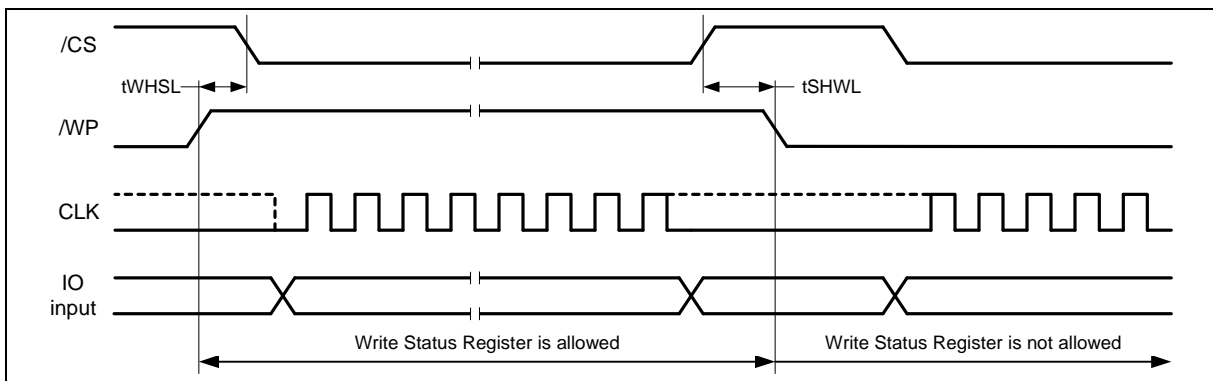 /CS
tWHSL
tSHWL
/WP
CLK
IO
input
Write Status Register is allowed
Write Status Register is not allowed